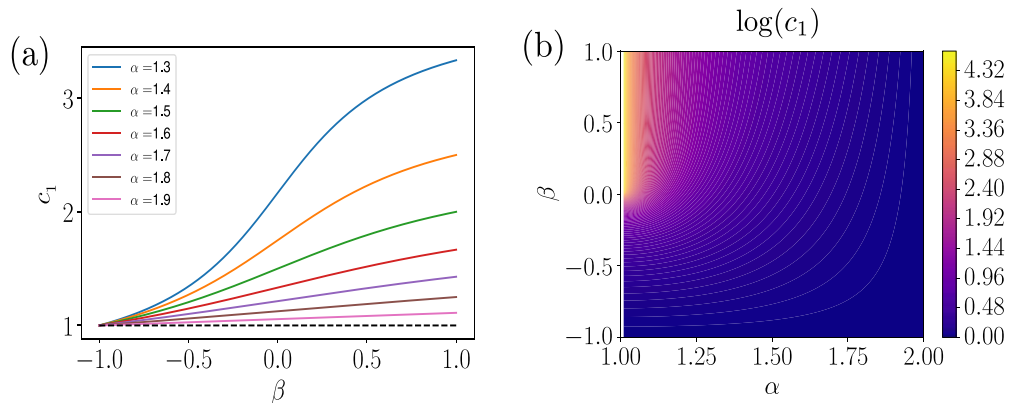 (a)
α = 1.3
α = 1.4
α = 1.5
α = 1.6
α = 1.7
α = 1.8
α = 1.9
3
2
1
c₁
−1.0 −0.5 0.0 0.5 1.0
β
(b)
log(c₁)
1.0
0.5
0.0
−0.5
−1.0
β
1.00 1.25 1.50 1.75 2.00
α
4.32
3.84
3.36
2.88
2.40
1.92
1.44
0.96
0.48
0.00